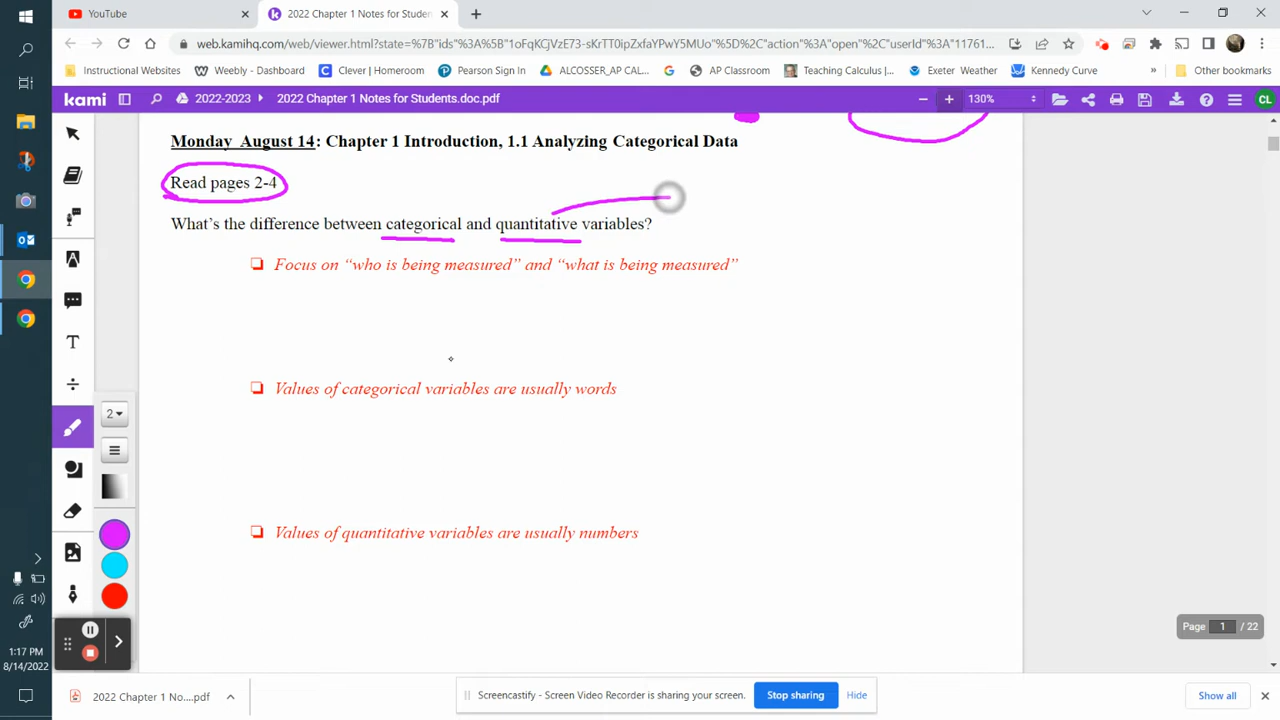 YouTube
2022 Chapter 1 Notes for Student
web.kamihq.com/web/viewer.html?state=%7B"ids"%3A%5B"1oFqKCjVzE73-sKrTT0ipZxfaYPwY5MUo"%5D%2C"action"%3A"open"%2C"userId"%3A"11761...
Instructional Websites
Weebly - Dashboard
Clever | Homeroom
Pearson Sign In
ALCOSSER_AP CAL...
AP Classroom
Teaching Calculus |...
Exeter Weather
Kennedy Curve
»
Other bookmarks
kami
2022-2023
2022 Chapter 1 Notes for Students.doc.pdf
130%
CL
Monday August 14: Chapter 1 Introduction, 1.1 Analyzing Categorical Data
Read pages 2-4
What's the difference between categorical and quantitative variables?
Focus on “who is being measured” and “what is being measured”
Values of categorical variables are usually words
Values of quantitative variables are usually numbers
2
Page 1 / 22
1:17 PM
8/14/2022
2022 Chapter 1 No....pdf
Screencastify - Screen Video Recorder is sharing your screen.
Stop sharing
Hide
Show all